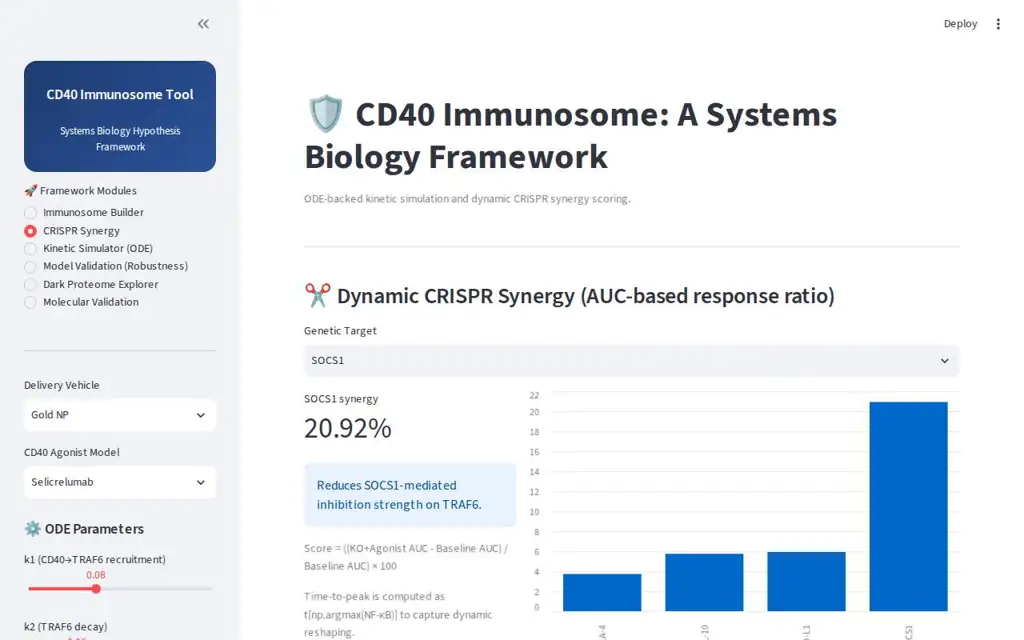 Deploy
CD40 Immunosome Tool
Systems Biology Hypothesis
Framework
🚀 Framework Modules
Immunosome Builder
CRISPR Synergy
Kinetic Simulator (ODE)
Model Validation (Robustness)
Dark Proteome Explorer
Molecular Validation
Delivery Vehicle
Gold NP
CD40 Agonist Model
Selicrelumab
⚙️ ODE Parameters
k1 (CD40→TRAF6 recruitment)
0.08
k2 (TRAF6 decay)
🛡️ CD40 Immunosome: A Systems
Biology Framework
ODE-backed kinetic simulation and dynamic CRISPR synergy scoring.
✂️ Dynamic CRISPR Synergy (AUC-based response ratio)
Genetic Target
SOCS1
SOCS1 synergy
20.92%
Reduces SOCS1-mediated
inhibition strength on TRAF6.
Score = ((KO+Agonist AUC - Baseline AUC) /
Baseline AUC) × 100
Time-to-peak is computed as
t[np.argmax(NF-κB)] to capture dynamic
reshaping.
22
20
18
16
14
12
10
8
6
4
2
0
A-4
-10
-L1
CS1